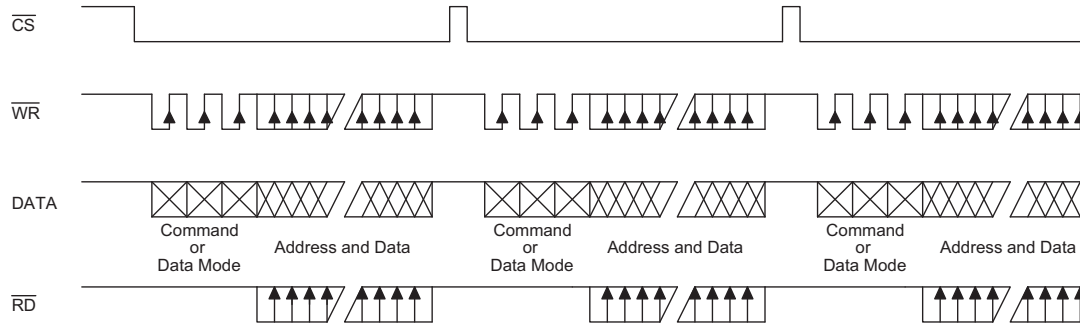 CS
WR
DATA
Command
or
Data Mode
Address and Data
Command
or
Data Mode
Address and Data
Command
or
Data Mode
Address and Data
RD